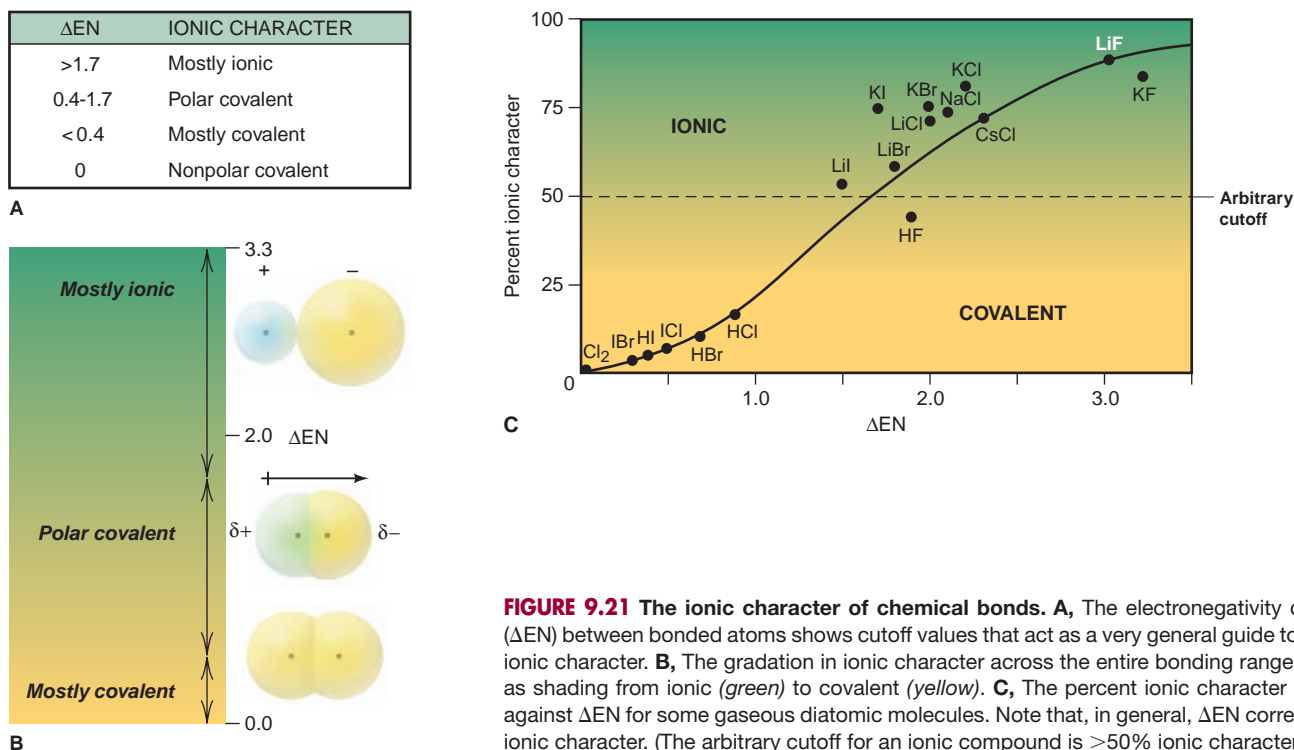 ΔEN IONIC CHARACTER
>1.7 Mostly ionic
0.4-1.7 Polar covalent
<0.4 Mostly covalent
0 Nonpolar covalent
A
3.3
+ –
Mostly ionic
2.0 ΔEN
Polar covalent
δ+ δ–
Mostly covalent
0.0
B
100
75
50
25
0
Percent ionic character
IONIC
COVALENT
LiF
KF
KCl
KBr
KI
NaCl
LiCl
CsCl
LiBr
LiI
HF
Arbitrary
cutoff
Cl₂
IBr
HI
ICl
HBr
HCl
1.0 2.0 3.0
ΔEN
C
FIGURE 9.21 The ionic character of chemical bonds. A, The electronegativity
(ΔEN) between bonded atoms shows cutoff values that act as a very general guide to
ionic character. B, The gradation in ionic character across the entire bonding range
as shading from ionic (green) to covalent (yellow). C, The percent ionic character
against ΔEN for some gaseous diatomic molecules. Note that, in general, ΔEN
ionic character. (The arbitrary cutoff for an ionic compound is >50% ionic